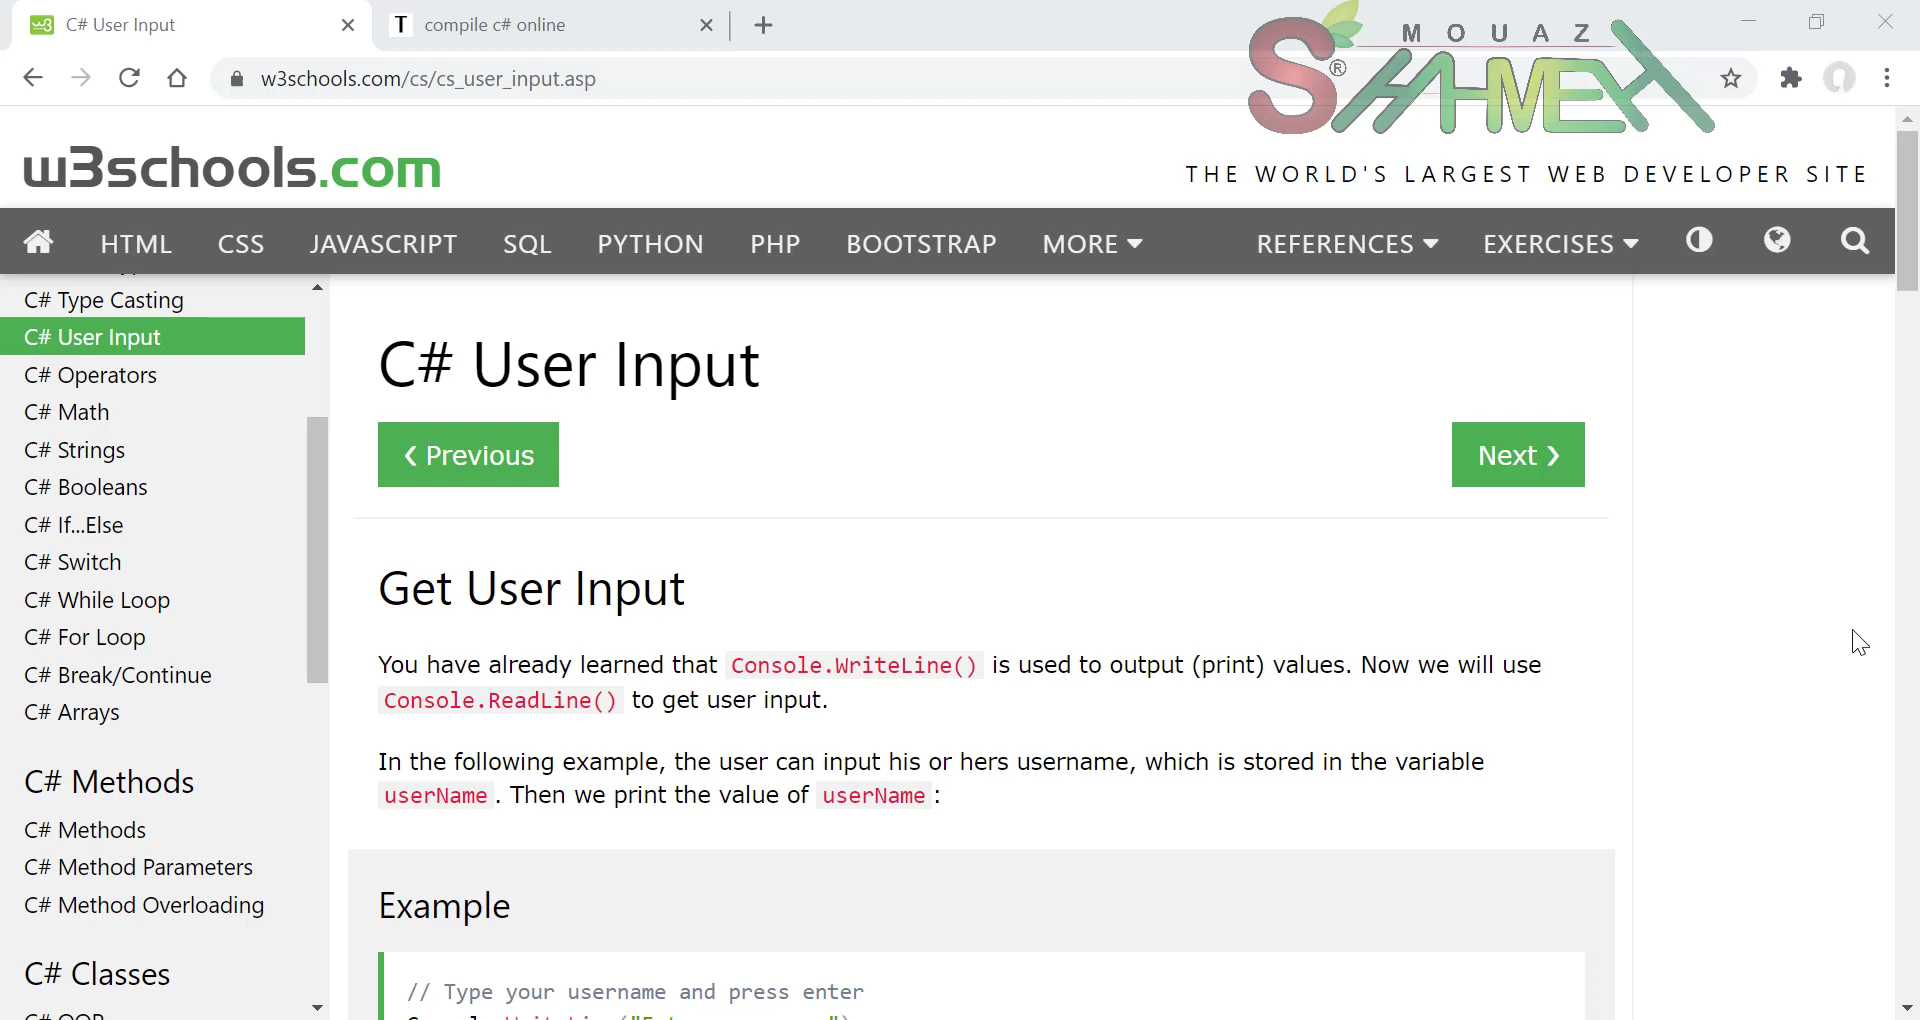 C# User Input
T compile c# online
w3schools.com/cs/cs_user_input.asp
MOUAZ
SHAHMEH
®
w3schools.com
THE WORLD'S LARGEST WEB DEVELOPER SITE
HTML CSS JAVASCRIPT SQL PYTHON PHP BOOTSTRAP MORE REFERENCES EXERCISES
C# Type Casting
C# User Input
C# Operators
C# Math
C# Strings
C# Booleans
C# If...Else
C# Switch
C# While Loop
C# For Loop
C# Break/Continue
C# Arrays
C# Methods
C# Methods
C# Method Parameters
C# Method Overloading
C# Classes
C# OOP
C# User Input
❮ Previous
Next ❯
Get User Input
You have already learned that Console.WriteLine() is used to output (print) values. Now we will use
Console.ReadLine() to get user input.
In the following example, the user can input his or hers username, which is stored in the variable
userName . Then we print the value of userName :
Example
// Type your username and press enter